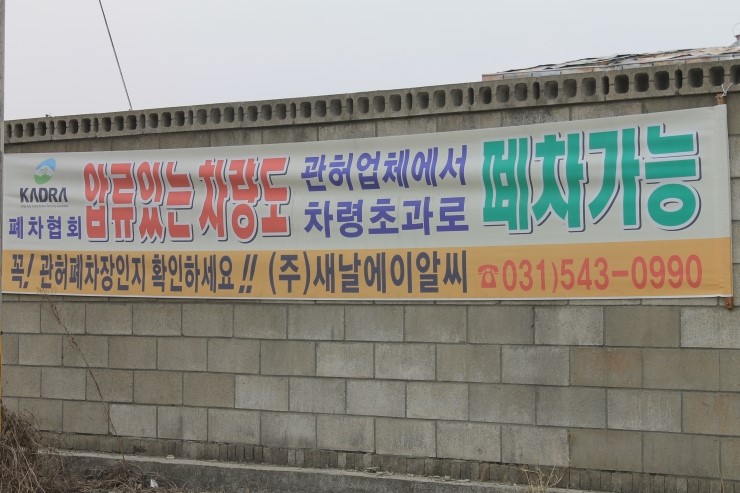 KADRA
폐차협회
압류있는 차량도
관허업체에서
차령초과로
폐차가능
꼭! 관허폐차장인지 확인하세요!! (주)새날에이알씨 ☎031)543-0990